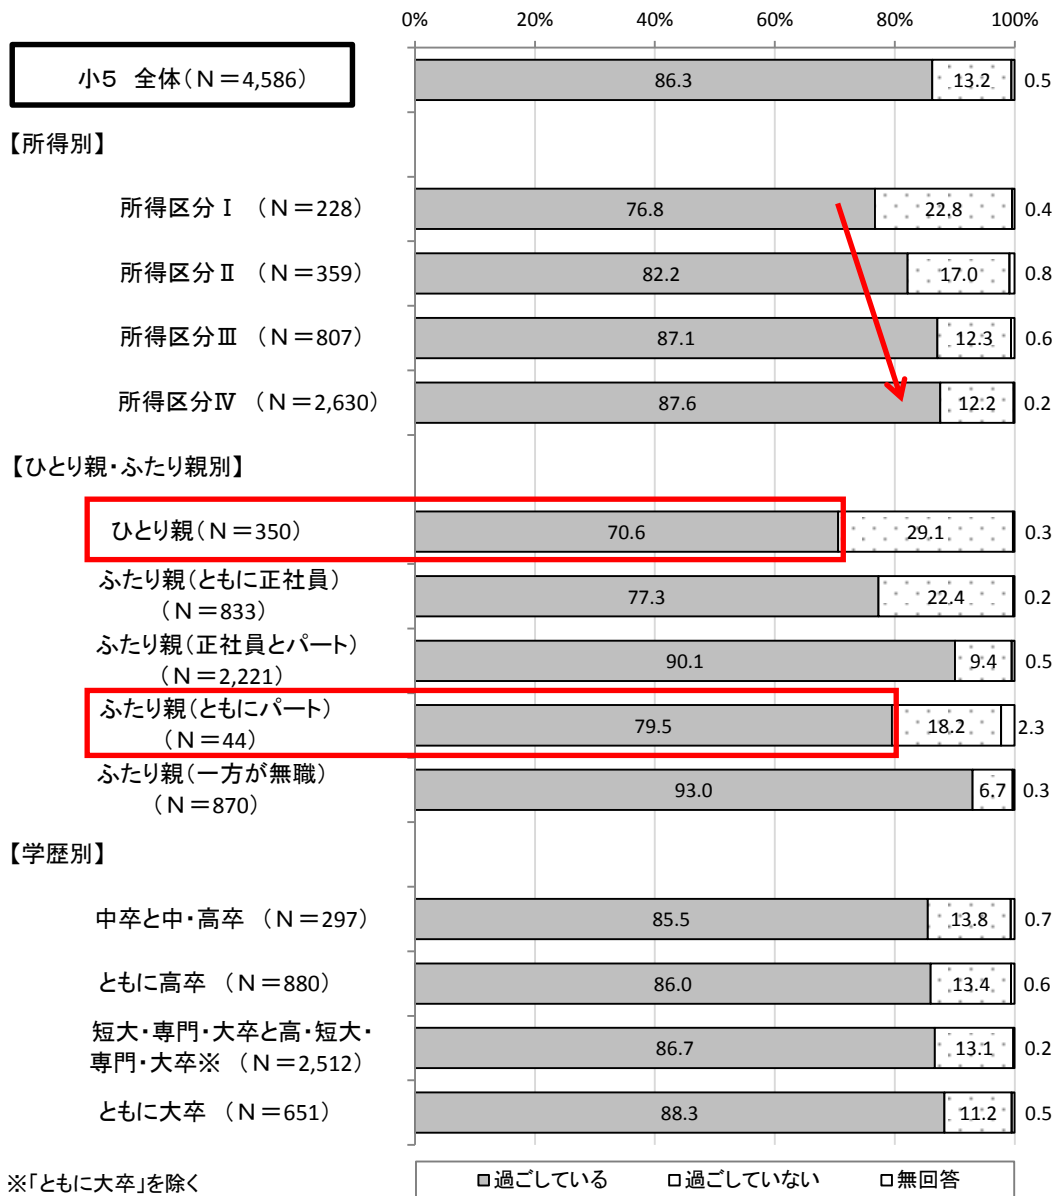 0% 20% 40% 60% 80% 100%
小5 全体(N=4,586) 86.3 13.2 0.5
【所得別】
所得区分Ⅰ (N=228) 76.8 22.8 0.4
所得区分Ⅱ (N=359) 82.2 17.0 0.8
所得区分Ⅲ (N=807) 87.1 12.3 0.6
所得区分Ⅳ (N=2,630) 87.6 12.2 0.2
【ひとり親・ふたり親別】
ひとり親(N=350) 70.6 29.1 0.3
ふたり親(ともに正社員)
(N=833) 77.3 22.4 0.2
ふたり親(正社員とパート)
(N=2,221) 90.1 9.4 0.5
ふたり親(ともにパート)
(N=44) 79.5 18.2 2.3
ふたり親(一方が無職)
(N=870) 93.0 6.7 0.3
【学歴別】
中卒と中・高卒 (N=297) 85.5 13.8 0.7
ともに高卒 (N=880) 86.0 13.4 0.6
短大・専門・大卒と高・短大・
専門・大卒※ (N=2,512) 86.7 13.1 0.2
ともに大卒 (N=651) 88.3 11.2 0.5
※「ともに大卒」を除く
過ごしている 過ごしていない 無回答